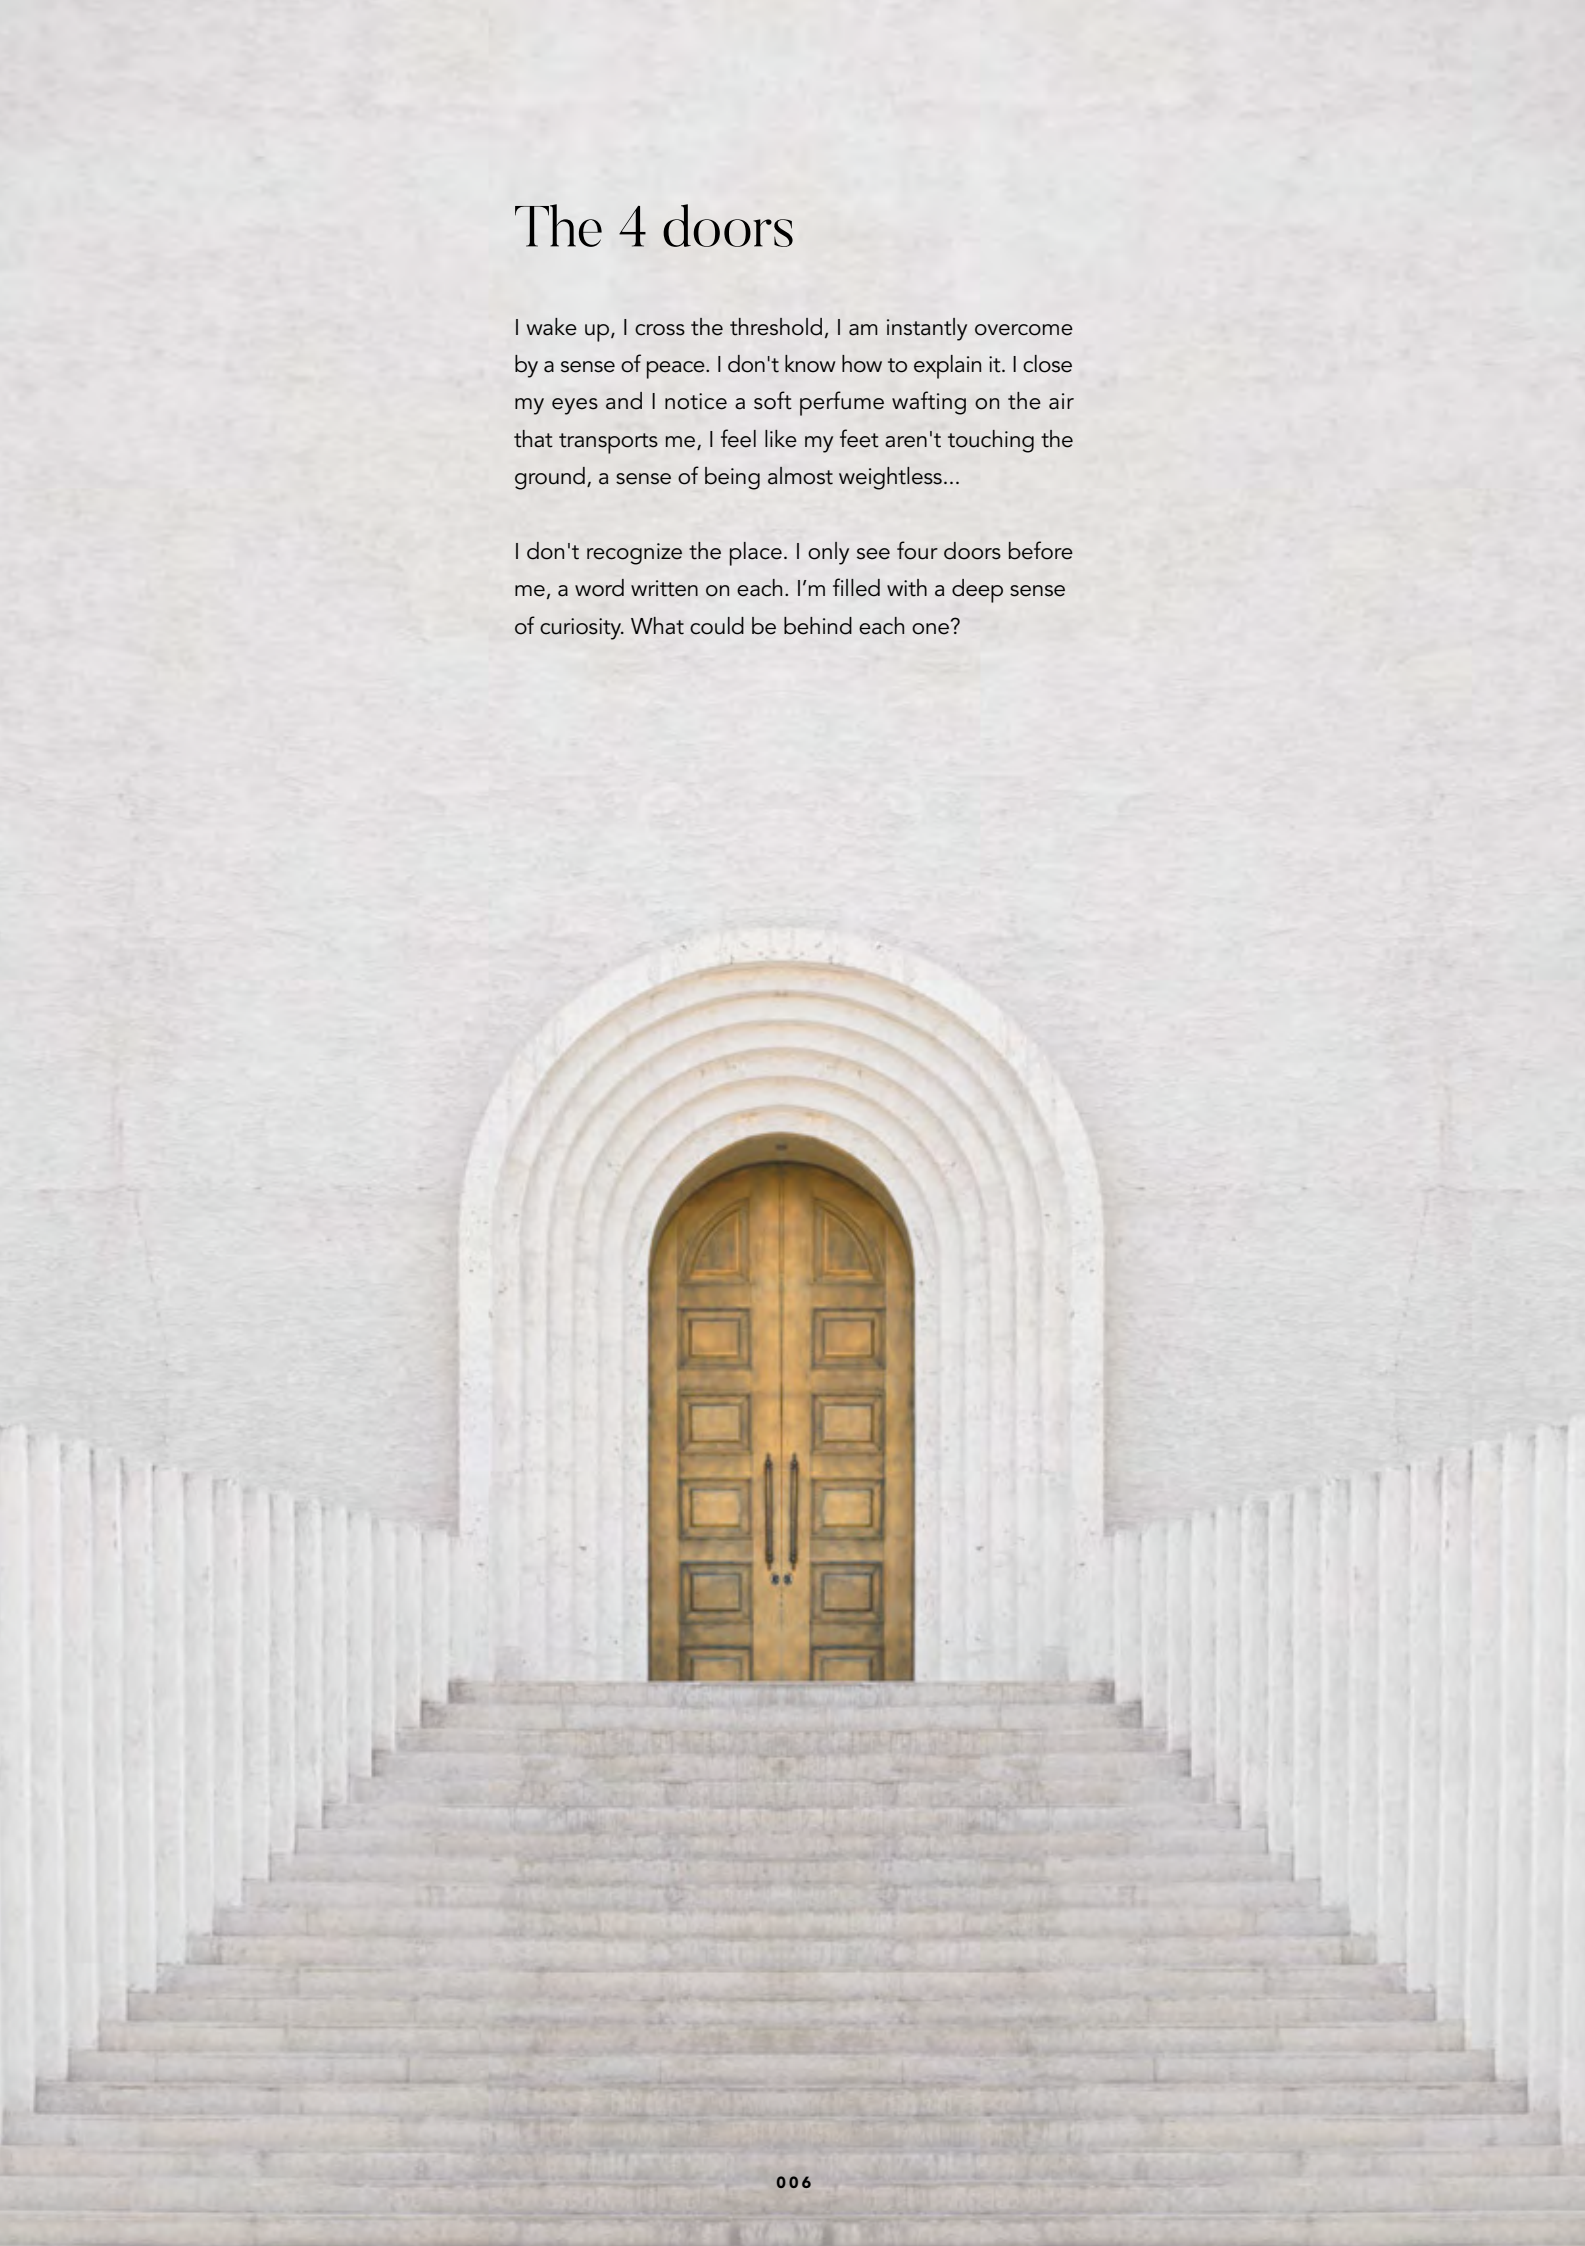 The 4 doors
I wake up, I cross the threshold, I am instantly overcome
by a sense of peace. I don't know how to explain it. I close
my eyes and I notice a soft perfume wafting on the air
that transports me, I feel like my feet aren't touching the
ground, a sense of being almost weightless...
I don't recognize the place. I only see four doors before
me, a word written on each. I’m filled with a deep sense
of curiosity. What could be behind each one?
006